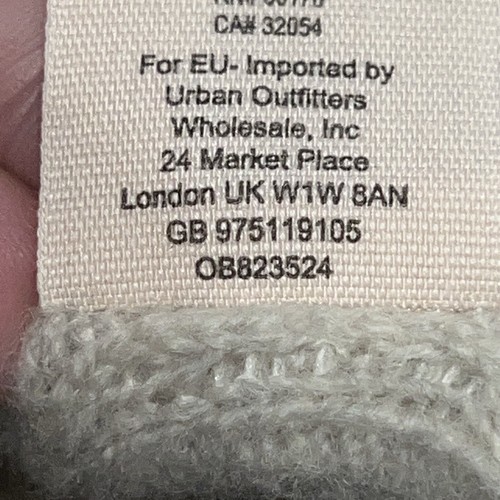 CA# 32054
For EU- Imported by
Urban Outfitters
Wholesale, Inc
24 Market Place
London UK W1W 8AN
GB 975119105
OB823524